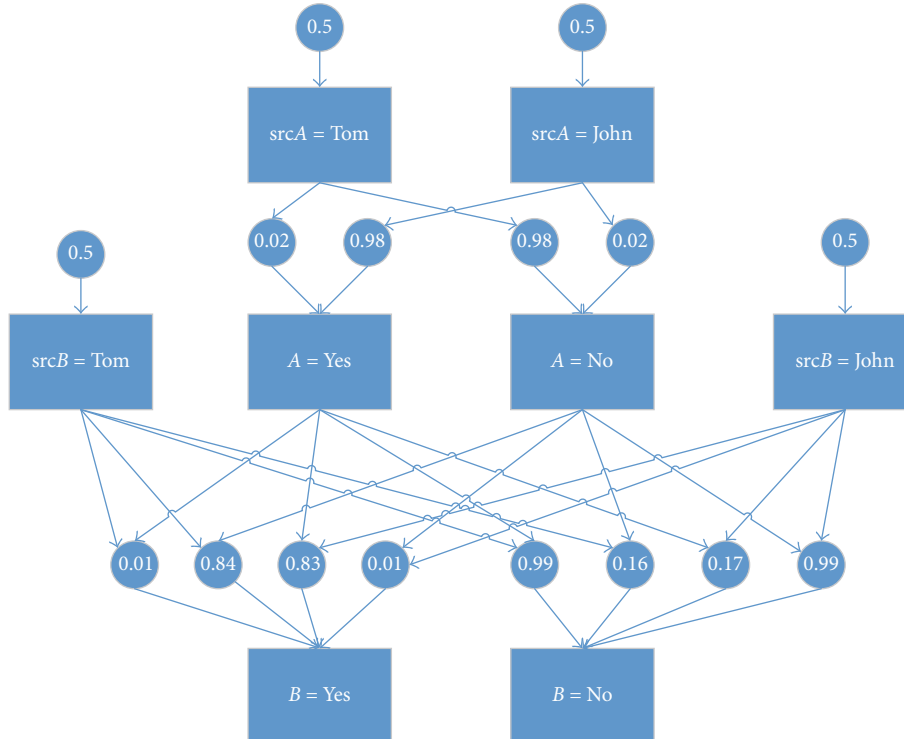 0.5
0.5
srcA = Tom
srcA = John
0.02
0.98
0.98
0.02
0.5
0.5
srcB = Tom
A = Yes
A = No
srcB = John
0.01
0.84
0.83
0.01
0.99
0.16
0.17
0.99
B = Yes
B = No